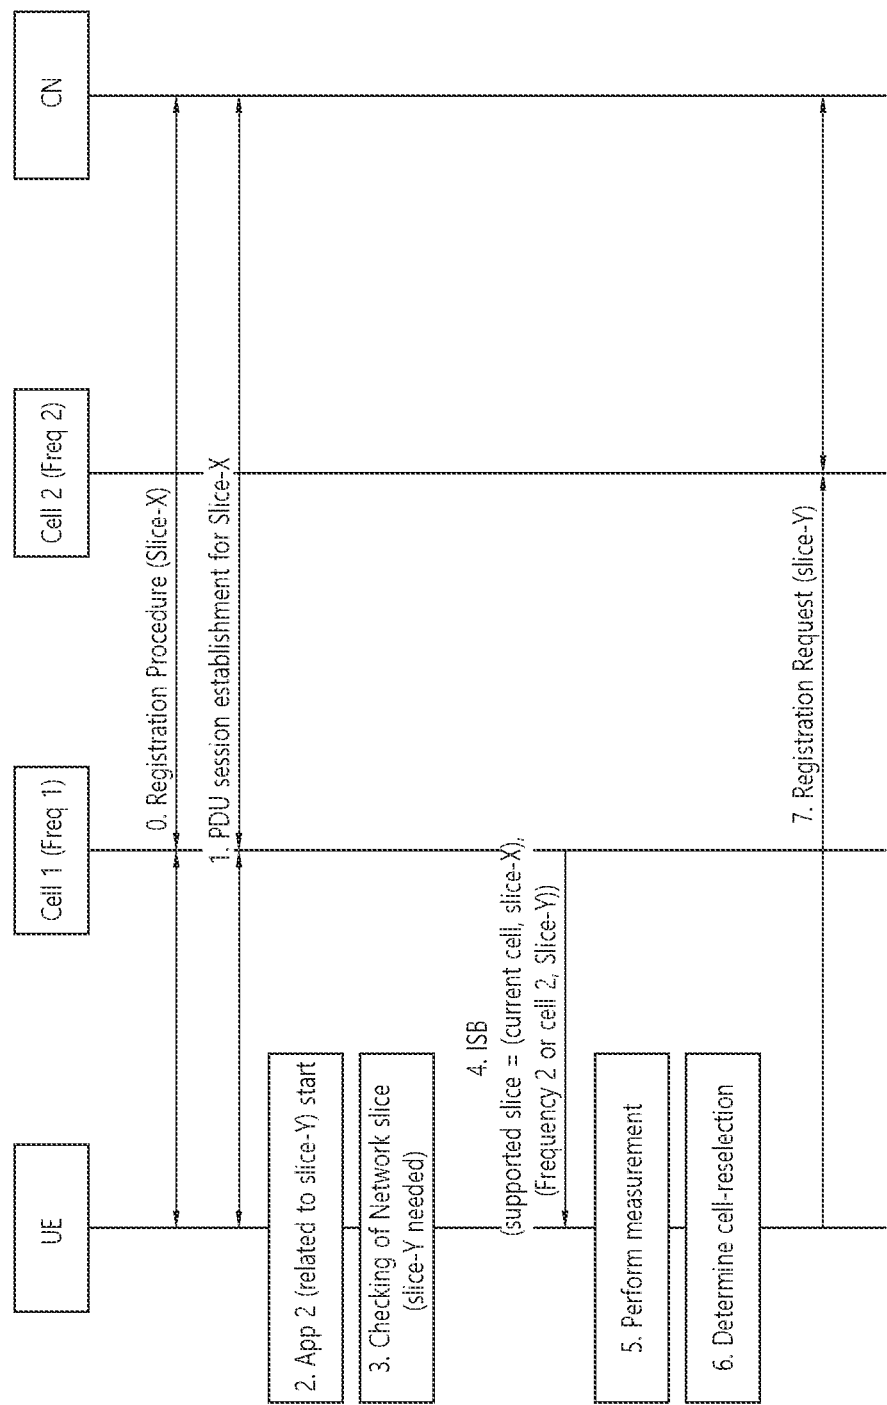 UE
Cell 1 (Freq 1)
Cell 2 (Freq 2)
CN
0. Registration Procedure (Slice-X)
1. PDU session establishment for Slice-X
2. App 2 (related to slice-Y) start
3. Checking of Network slice
(slice-Y needed)
4. ISB
(supported slice = (current cell, slice-X),
(Frequency 2 or cell 2, Slice-Y))
5. Perform measurement
6. Determine cell-reselection
7. Registration Request (slice-Y)